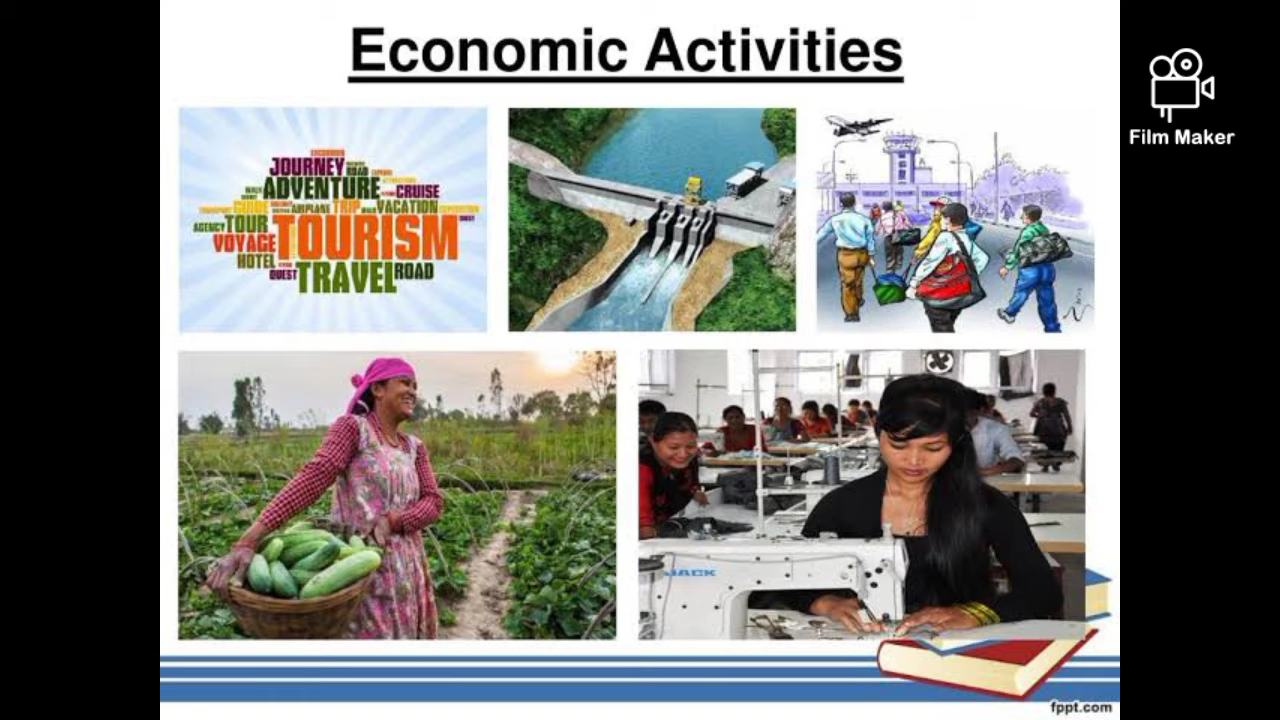 Economic Activities
Film Maker
JOURNEY
ROAD
ADVENTURE
CRUISE
GUIDE
AIRPLANE TRIP VACATION
AGENCY TOUR
VOYAGE TOURISM
HOTEL
QUEST TRAVEL ROAD
JACK
fppt.com